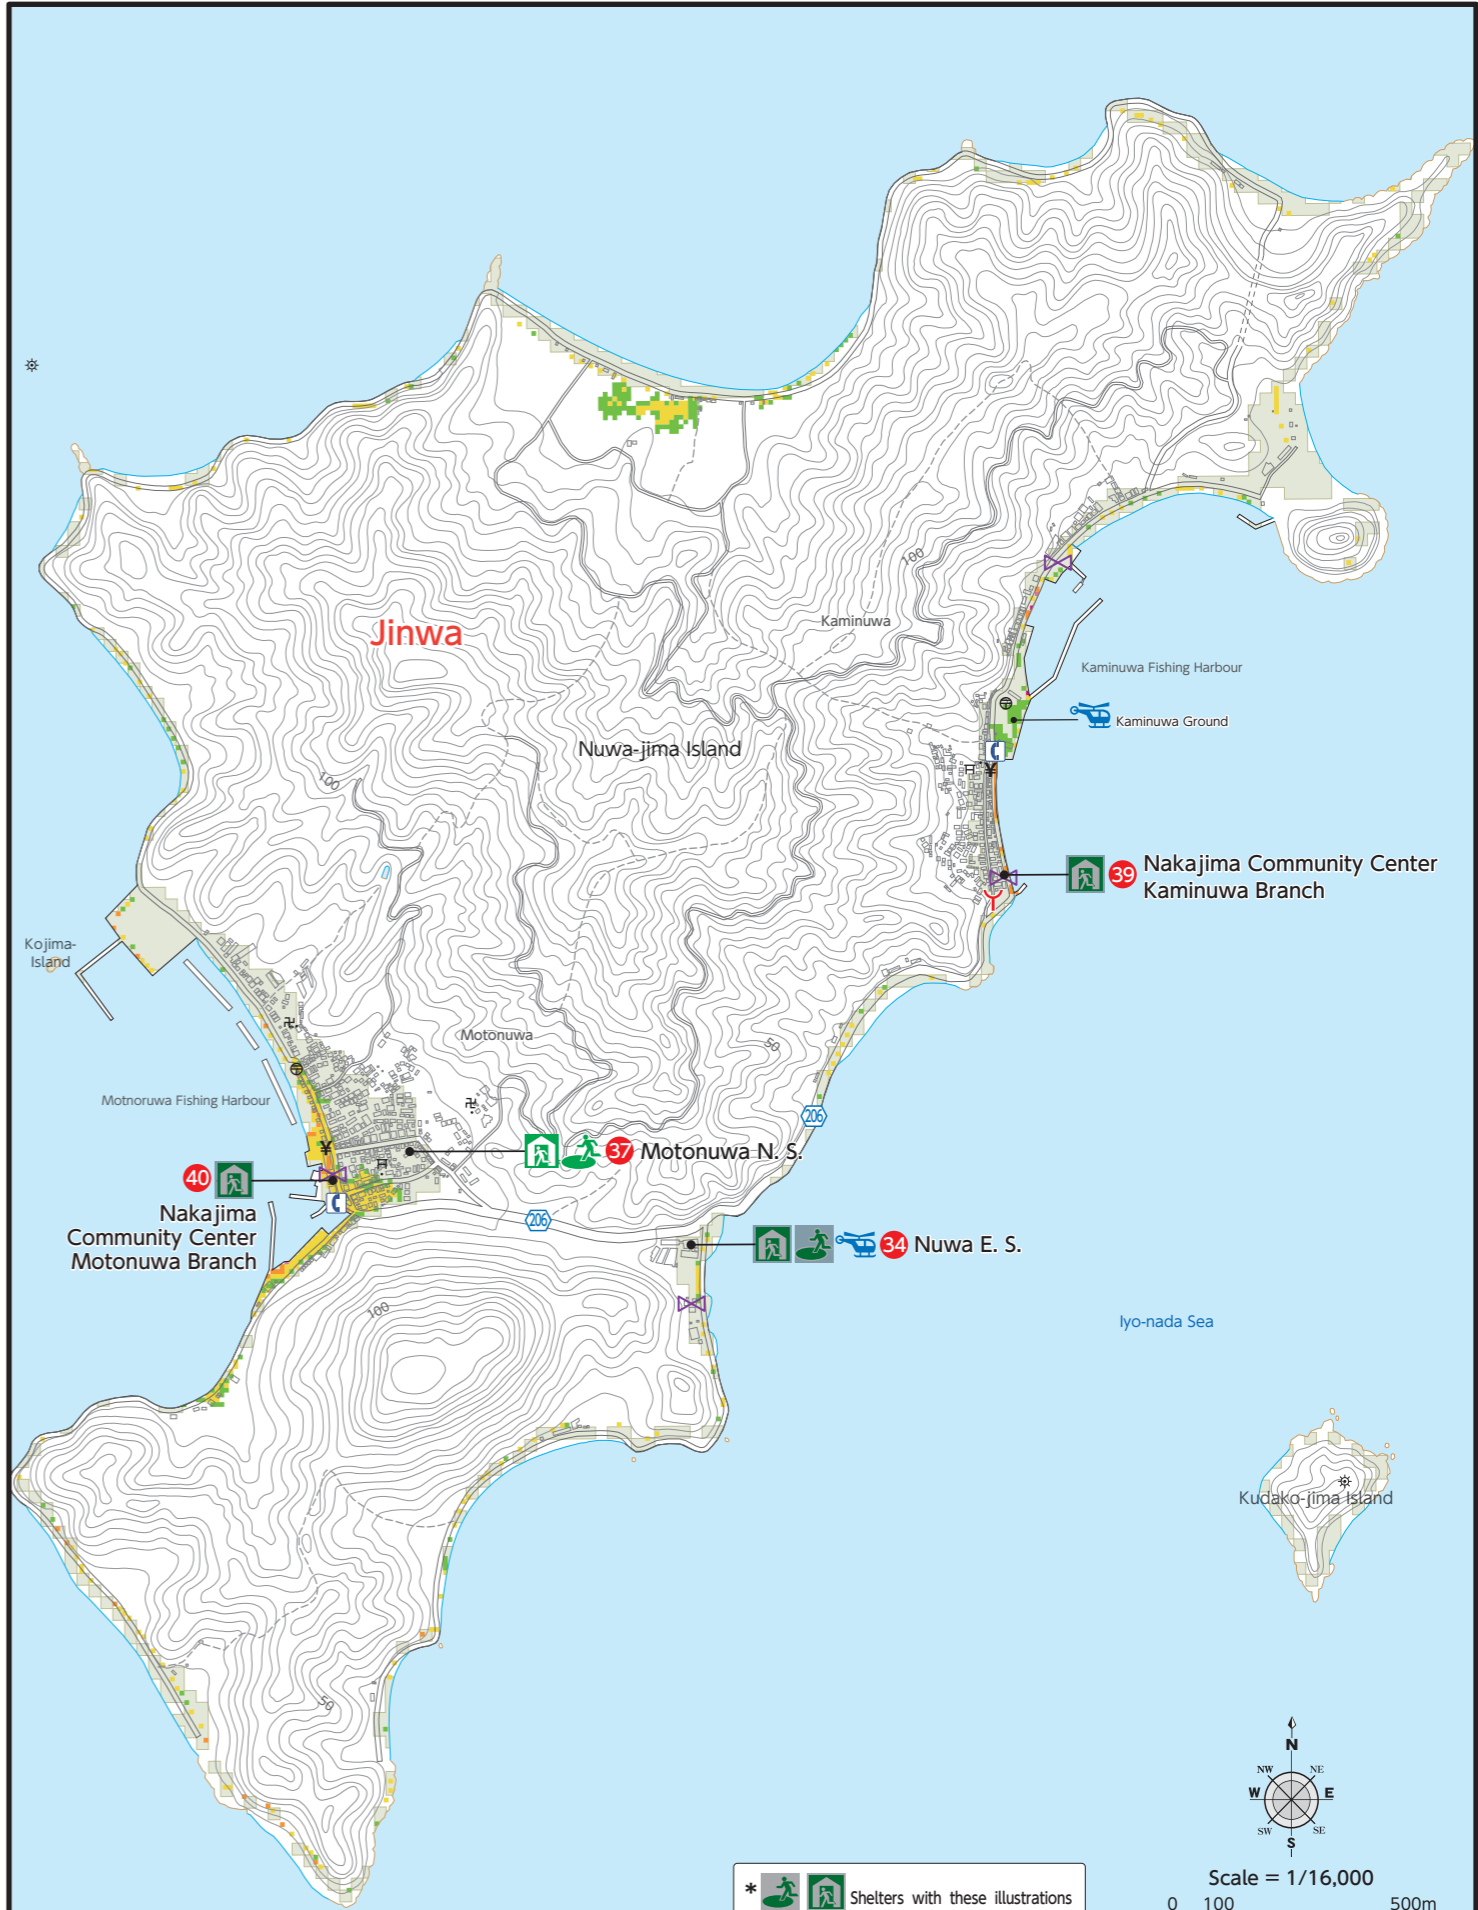 Jinwa
100
Kaminuwa
Kaminuwa Fishing Harbour
Kaminuwa Ground
Nuwa-jima Island
100
¥
39 Nakajima Community Center
Kaminuwa Branch
Kojima-
Island
卍
Motonuwa
50
Motnoruwa Fishing Harbour
卍
206
¥
37 Motonuwa N. S.
40
Nakajima
Community Center
Motonuwa Branch
206
34 Nuwa E. S.
100
Iyo-nada Sea
Kudako-jima Island
50
N
NW NE
W E
SW SE
S
Scale = 1/16,000
0 100 500m
* Shelters with these illustrations